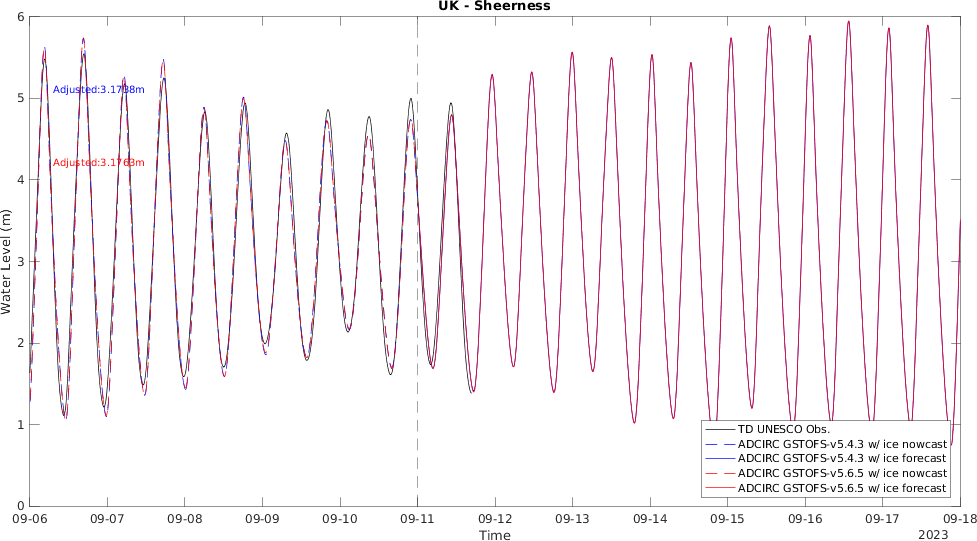 UK - Sheerness
6
5
4
3
2
1
0
Water Level (m)
Adjusted:3.1738m
Adjusted:3.1763m
TD UNESCO Obs.
ADCIRC GSTOFS-v5.4.3 w/ ice nowcast
ADCIRC GSTOFS-v5.4.3 w/ ice forecast
ADCIRC GSTOFS-v5.6.5 w/ ice nowcast
ADCIRC GSTOFS-v5.6.5 w/ ice forecast
09-06 09-07 09-08 09-09 09-10 09-11 09-12 09-13 09-14 09-15 09-16 09-17 09-18
Time
2023